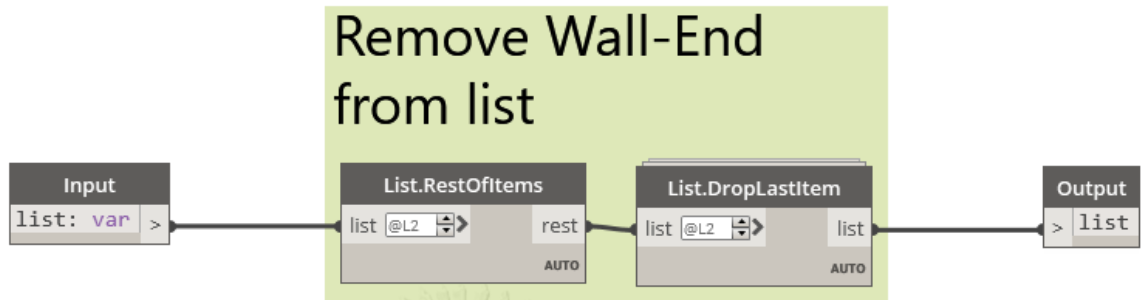 Remove Wall-End
from list
Input
list: var >
List.RestOfItems
list @L2 > rest
AUTO
List.DropLastItem
list @L2 > list
AUTO
Output
> list